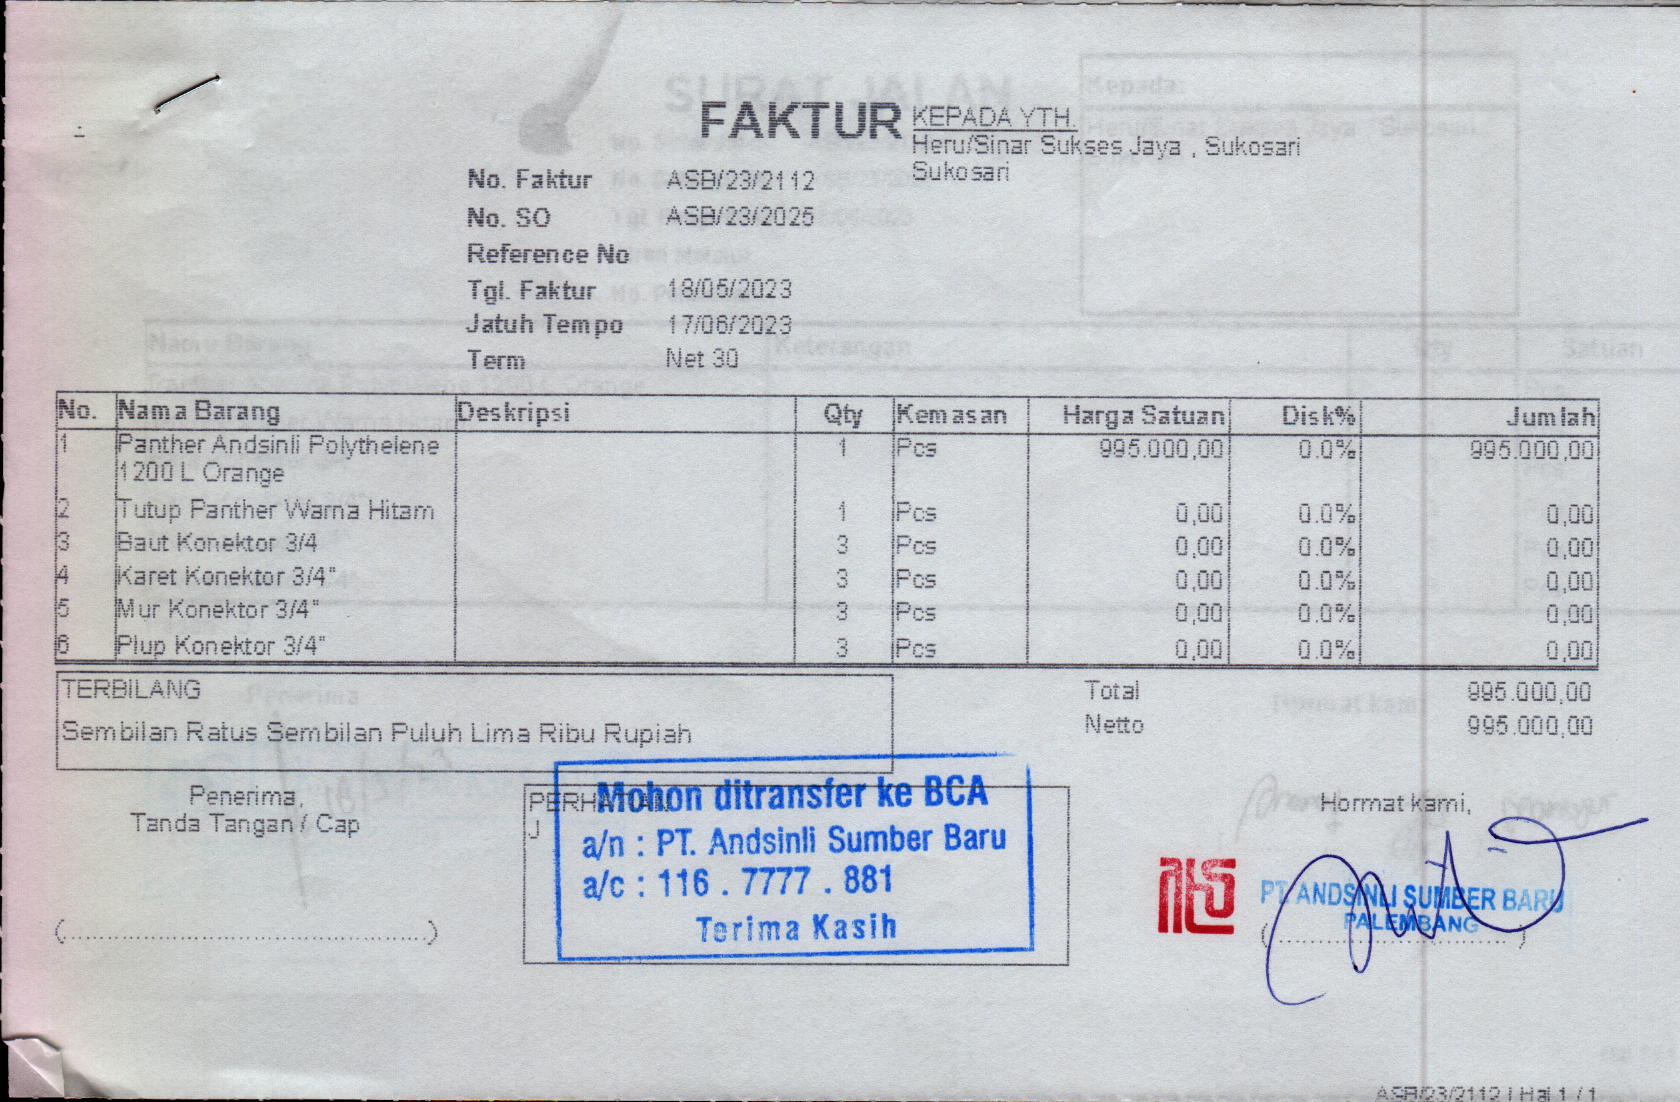 FAKTUR
KEPADA YTH.
Heru/Sinar Sukses Jaya , Sukosari
Sukosari
No. Faktur ASB/23/2112
No. SO ASB/23/2025
Reference No
Tgl. Faktur 18/05/2023
Jatuh Tempo 17/06/2023
Term Net 30
No. Nama Barang Deskripsi Qty Kemasan Harga Satuan Disk% Jumlah
1 Panther Andsinli Polythelene 1 Pcs 995.000,00 0.0% 995.000,00
1200 L Orange
2 Tutup Panther Warna Hitam 1 Pcs 0,00 0.0% 0,00
3 Baut Konektor 3/4 3 Pcs 0,00 0.0% 0,00
4 Karet Konektor 3/4" 3 Pcs 0,00 0.0% 0,00
5 Mur Konektor 3/4" 3 Pcs 0,00 0.0% 0,00
6 Plup Konektor 3/4" 3 Pcs 0,00 0.0% 0,00
TERBILANG
Sembilan Ratus Sembilan Puluh Lima Ribu Rupiah
Total 995.000,00
Netto 995.000,00
Penerima,
Tanda Tangan / Cap
PERHATIAN
J
Mohon ditransfer ke BCA
a/n : PT. Andsinli Sumber Baru
a/c : 116 . 7777 . 881
Terima Kasih
Hormat kami,
PT ANDSINLI SUMBER BARU
PALEMBANG
ASB/23/2112 | Hal 1 / 1